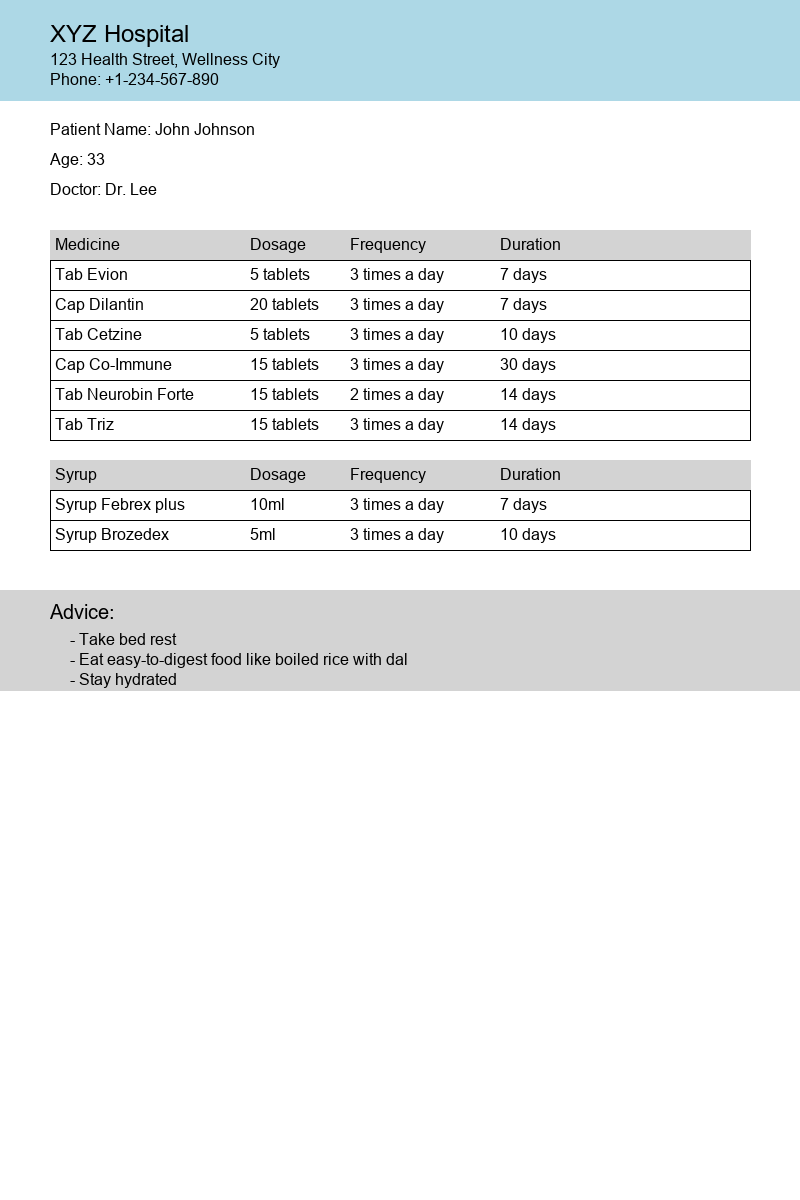 XYZ Hospital
123 Health Street, Wellness City
Phone: +1-234-567-890
Patient Name: John Johnson
Age: 33
Doctor: Dr. Lee
Medicine Dosage Frequency Duration
Tab Evion 5 tablets 3 times a day 7 days
Cap Dilantin 20 tablets 3 times a day 7 days
Tab Cetzine 5 tablets 3 times a day 10 days
Cap Co-Immune 15 tablets 3 times a day 30 days
Tab Neurobin Forte 15 tablets 2 times a day 14 days
Tab Triz 15 tablets 3 times a day 14 days
Syrup Dosage Frequency Duration
Syrup Febrex plus 10ml 3 times a day 7 days
Syrup Brozedex 5ml 3 times a day 10 days
Advice:
- Take bed rest
- Eat easy-to-digest food like boiled rice with dal
- Stay hydrated